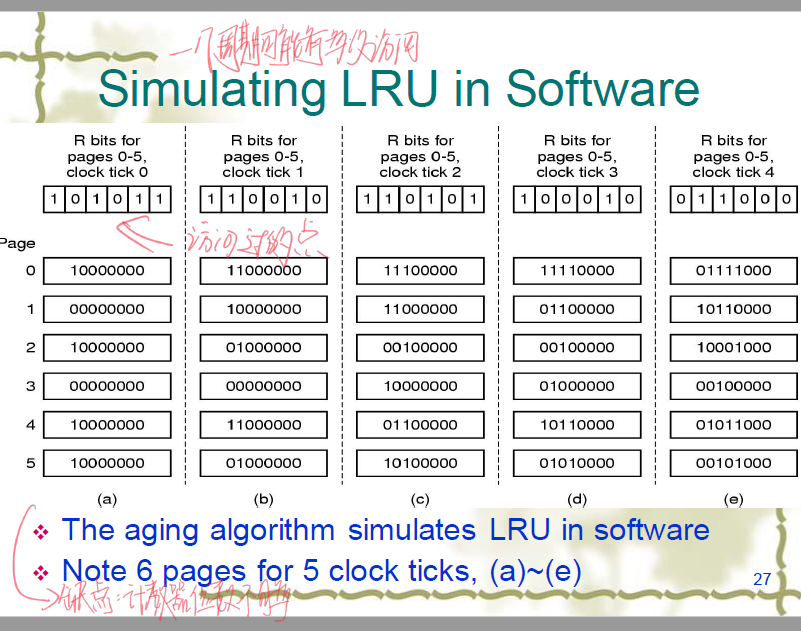 一个周期可能有多次访问
Simulating LRU in Software
R bits for pages 0-5, clock tick 0
R bits for pages 0-5, clock tick 1
R bits for pages 0-5, clock tick 2
R bits for pages 0-5, clock tick 3
R bits for pages 0-5, clock tick 4
1 0 1 0 1 1
1 1 0 0 1 0
1 1 0 1 0 1
1 0 0 0 1 0
0 1 1 0 0 0
访问过的点
Page
0 10000000 11000000 11100000 11110000 01111000
1 00000000 10000000 11000000 01100000 10110000
2 10000000 01000000 00100000 00100000 10001000
3 00000000 00000000 10000000 01000000 00100000
4 10000000 11000000 01100000 10110000 01011000
5 10000000 01000000 10100000 01010000 00101000
(a) (b) (c) (d) (e)
The aging algorithm simulates LRU in software
Note 6 pages for 5 clock ticks, (a)~(e)
27
缺点:计数器位数不够